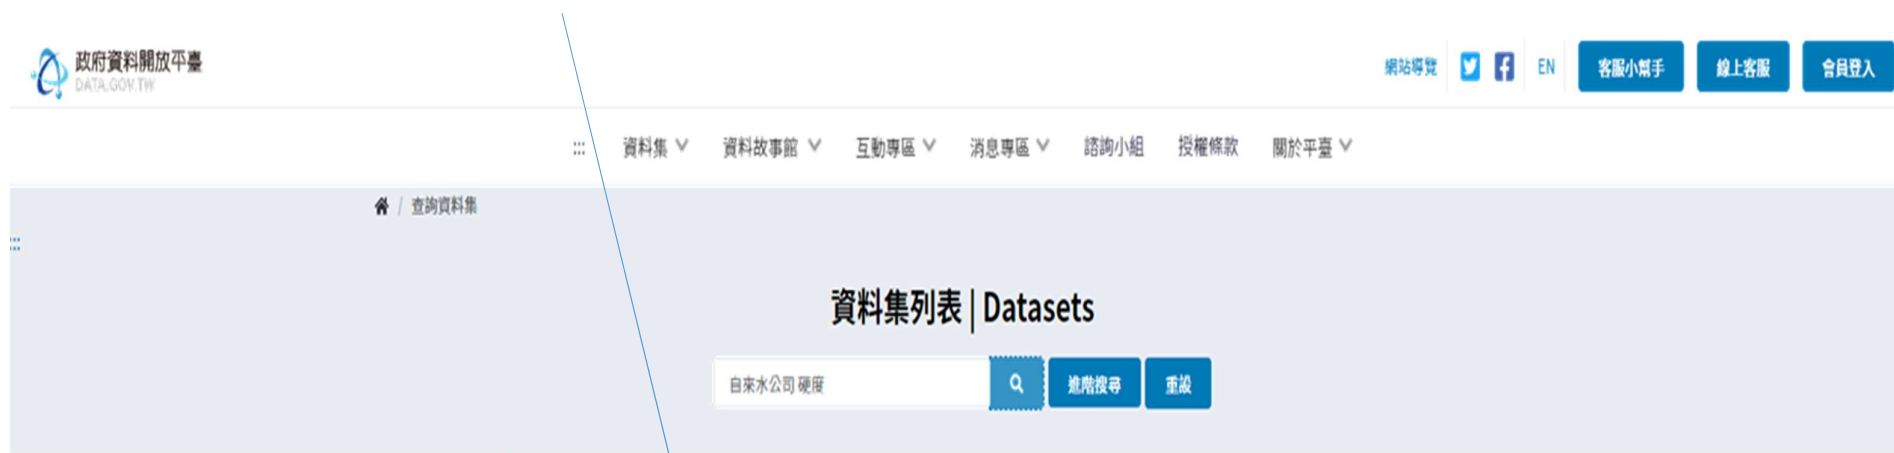 政府資料開放平臺
DATA.GOV.TW
網站導覽 EN 客服小幫手 線上客服 會員登入
::: 資料集 資料故事館 互動專區 消息專區 諮詢小組 授權條款 關於平臺
/ 查詢資料集
:::
資料集列表 | Datasets
自來水公司 硬度 進階搜尋 重設